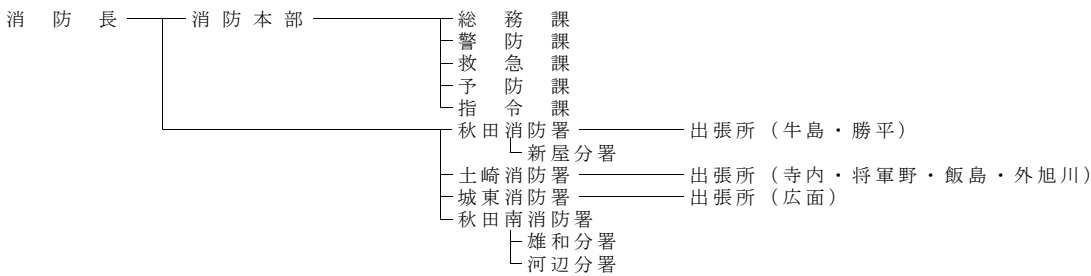 消防長 消防本部 総務課
警防課
救急課
予防課
指令課
秋田消防署 出張所（牛島・勝平）
新屋分署
土崎消防署 出張所（寺内・将軍野・飯島・外旭川）
城東消防署 出張所（広面）
秋田南消防署
雄和分署
河辺分署